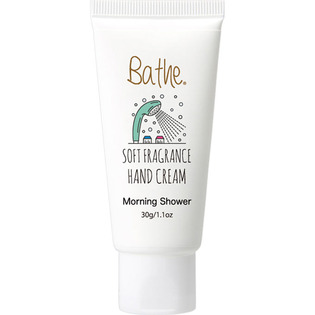 Bathe®
SOFT FRAGRANCE
HAND CREAM
Morning Shower
30g/1.1oz